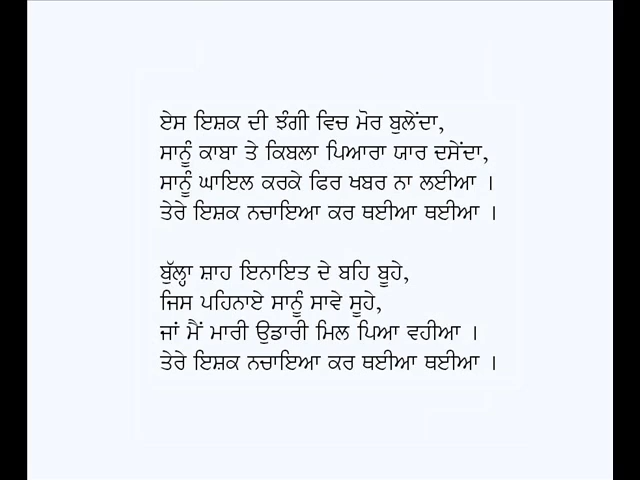 ਏਸ ਇਸ਼ਕ ਦੀ ਝੰਗੀ ਵਿਚ ਮੋਰ ਬੁਲੇਂਦਾ,
ਸਾਨੂੰ ਕਾਬਾ ਤੇ ਕਿਬਲਾ ਪਿਆਰਾ ਯਾਰ ਦਸੇਂਦਾ,
ਸਾਨੂੰ ਘਾਇਲ ਕਰਕੇ ਫਿਰ ਖਬਰ ਨਾ ਲਈਆ ।
ਤੇਰੇ ਇਸ਼ਕ ਨਚਾਇਆ ਕਰ ਥਈਆ ਥਈਆ ।
ਬੁੱਲ੍ਹਾ ਸ਼ਾਹ ਇਨਾਇਤ ਦੇ ਬਹਿ ਬੂਹੇ,
ਜਿਸ ਪਹਿਨਾਏ ਸਾਨੂੰ ਸਾਵੇ ਸੂਹੇ,
ਜਾਂ ਮੈਂ ਮਾਰੀ ਉਡਾਰੀ ਮਿਲ ਪਿਆ ਵਹੀਆ ।
ਤੇਰੇ ਇਸ਼ਕ ਨਚਾਇਆ ਕਰ ਥਈਆ ਥਈਆ ।